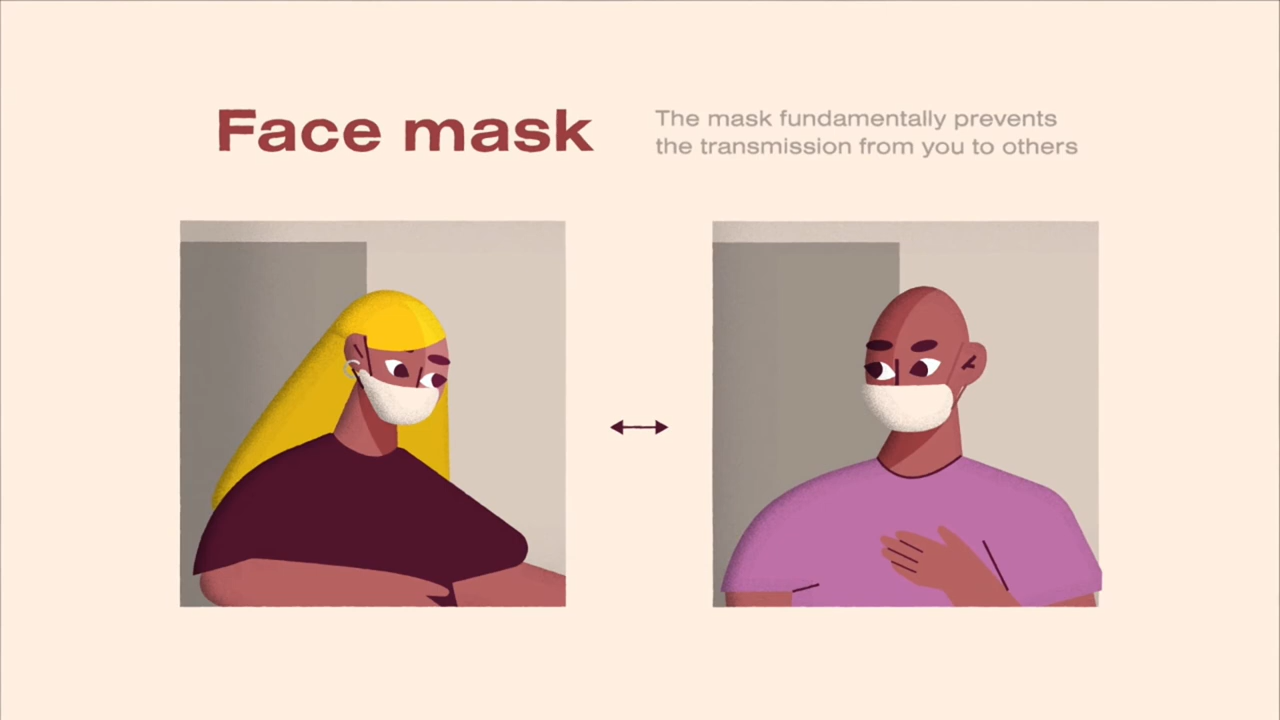 Face mask
The mask fundamentally prevents
the transmission from you to others